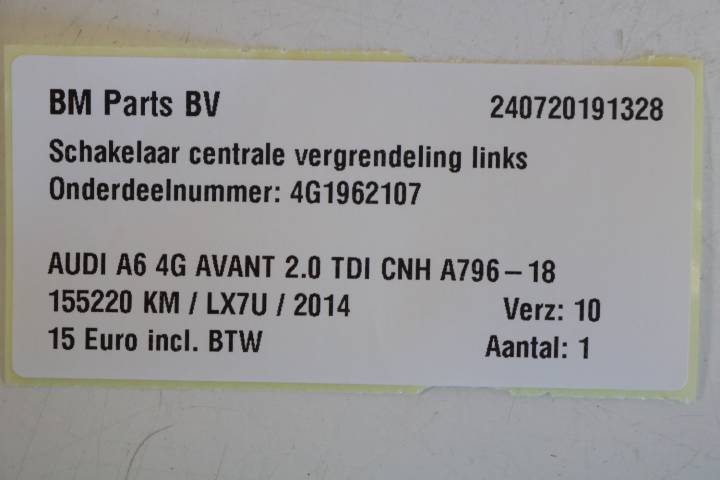 BM Parts BV 240720191328
Schakelaar centrale vergrendeling links
Onderdeelnummer: 4G1962107
AUDI A6 4G AVANT 2.0 TDI CNH A796-18
155220 KM / LX7U / 2014 Verz: 10
15 Euro incl. BTW Aantal: 1